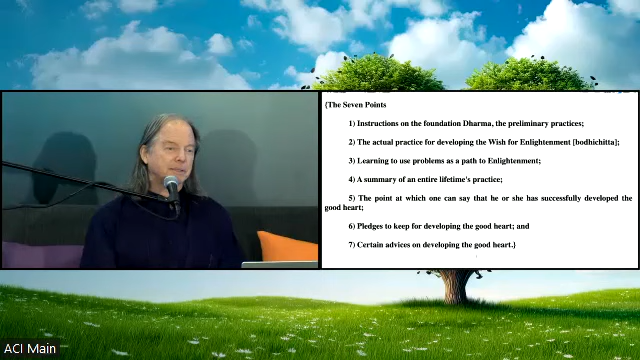 {The Seven Points
1) Instructions on the foundation Dharma, the preliminary practices;
2) The actual practice for developing the Wish for Enlightenment [bodhichitta];
3) Learning to use problems as a path to Enlightenment;
4) A summary of an entire lifetime's practice;
5) The point at which one can say that he or she has successfully developed the
good heart;
6) Pledges to keep for developing the good heart; and
7) Certain advices on developing the good heart.}
ACI Main